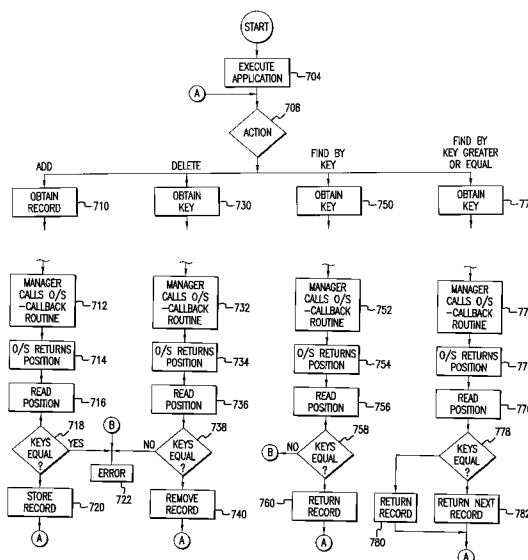 START
EXECUTE
APPLICATION
704
A
708
ACTION
ADD
DELETE
FIND BY
KEY
FIND BY
KEY GREATER
OR EQUAL
OBTAIN
RECORD
710
OBTAIN
KEY
730
OBTAIN
KEY
750
OBTAIN
KEY
MANAGER
CALLS O/S
-CALLBACK
ROUTINE
712
MANAGER
CALLS O/S
-CALLBACK
ROUTINE
732
MANAGER
CALLS O/S
-CALLBACK
ROUTINE
752
MANAGER
CALLS O/S
-CALLBACK
ROUTINE
O/S RETURNS
POSITION
714
O/S RETURNS
POSITION
734
O/S RETURNS
POSITION
754
O/S RETURNS
POSITION
READ
POSITION
716
READ
POSITION
736
READ
POSITION
756
READ
POSITION
718
KEYS
EQUAL
?
YES
B
ERROR
722
NO
738
KEYS
EQUAL
?
B
NO
758
KEYS
EQUAL
?
778
KEYS
EQUAL
?
STORE
RECORD
720
REMOVE
RECORD
740
760
RETURN
RECORD
RETURN
RECORD
780
RETURN NEXT
RECORD
782
A
A
A
A